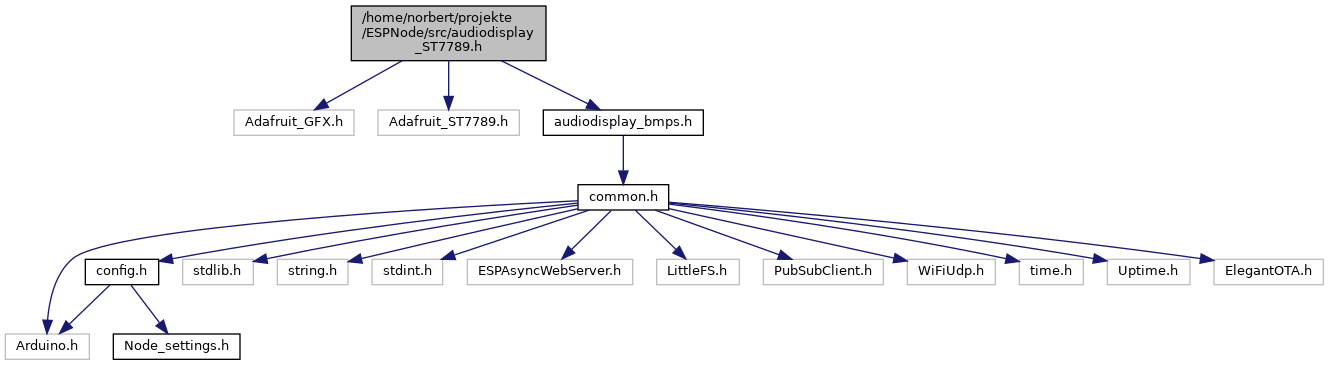 /home/norbert/projekte
/ESPNode/src/audiodisplay
_ST7789.h
Adafruit_GFX.h
Adafruit_ST7789.h
audiodisplay_bmps.h
common.h
config.h
stdlib.h
string.h
stdint.h
ESPAsyncWebServer.h
LittleFS.h
PubSubClient.h
WiFiUdp.h
time.h
Uptime.h
ElegantOTA.h
Arduino.h
Node_settings.h